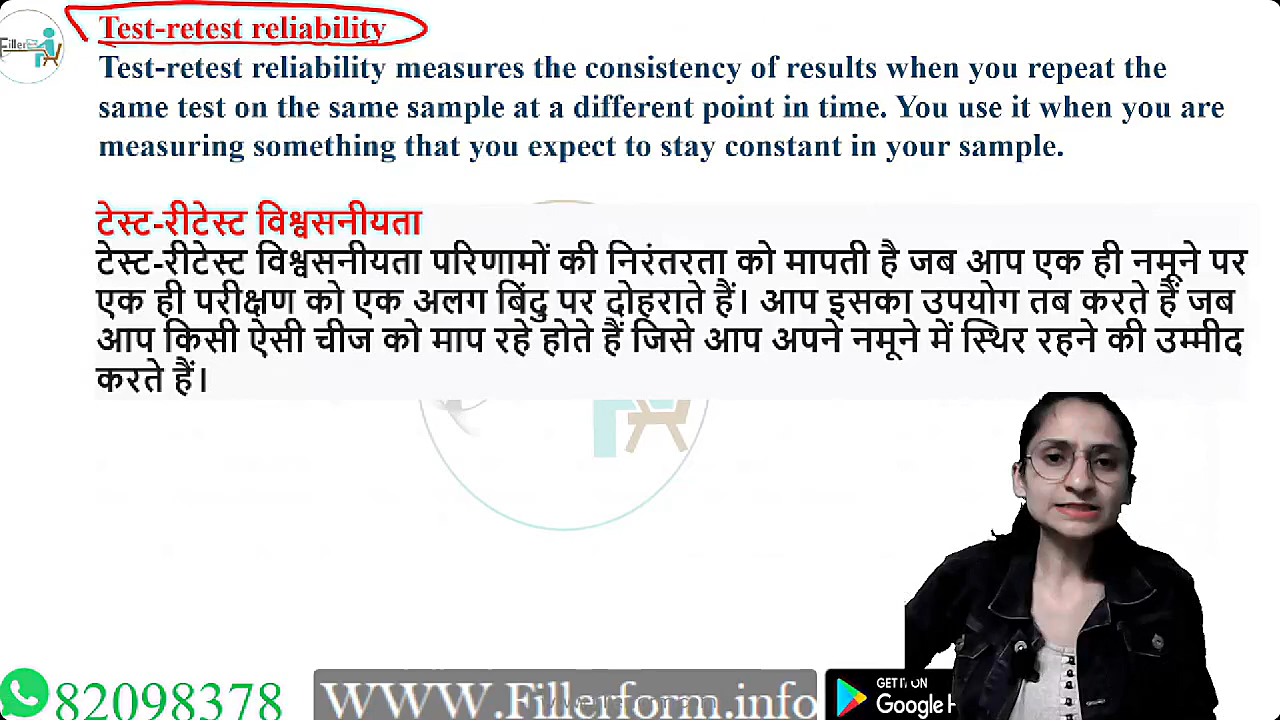 Filler
Test-retest reliability
Test-retest reliability measures the consistency of results when you repeat the
same test on the same sample at a different point in time. You use it when you are
measuring something that you expect to stay constant in your sample.
टेस्ट-रीटेस्ट विश्वसनीयता
टेस्ट-रीटेस्ट विश्वसनीयता परिणामों की निरंतरता को मापती है जब आप एक ही नमूने पर
एक ही परीक्षण को एक अलग बिंदु पर दोहराते हैं। आप इसका उपयोग तब करते हैं जब
आप किसी ऐसी चीज को माप रहे होते हैं जिसे आप अपने नमूने में स्थिर रहने की उम्मीद
करते हैं।
82098378
WWW.Fillerform.info
GET IT ON
Google